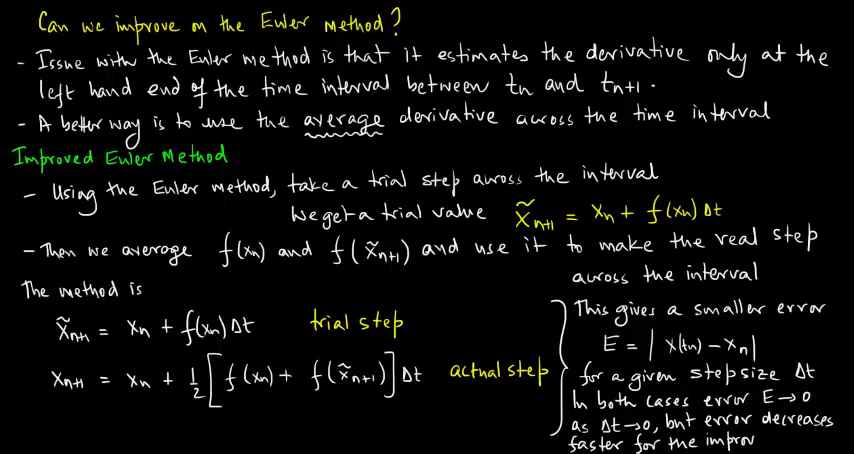 Can we improve on the Euler method?
- Issue with the Euler method is that it estimates the derivative only at the
left hand end of the time interval between tn and tn+1.
- A better way is to use the average derivative across the time interval
Improved Euler Method
- Using the Euler method, take a trial step across the interval
We get a trial value x̃n+1 = xn + f(xn) Δt
- Then we average f(xn) and f(x̃n+1) and use it to make the real step
across the interval
The method is
x̃n+1 = xn + f(xn) Δt trial step
xn+1 = xn + 1/2 [f(xn) + f(x̃n+1)] Δt actual step
This gives a smaller error
E = | x(tn) - xn |
for a given stepsize Δt
In both cases error E → 0
as Δt → 0, but error decreases
faster for the improv